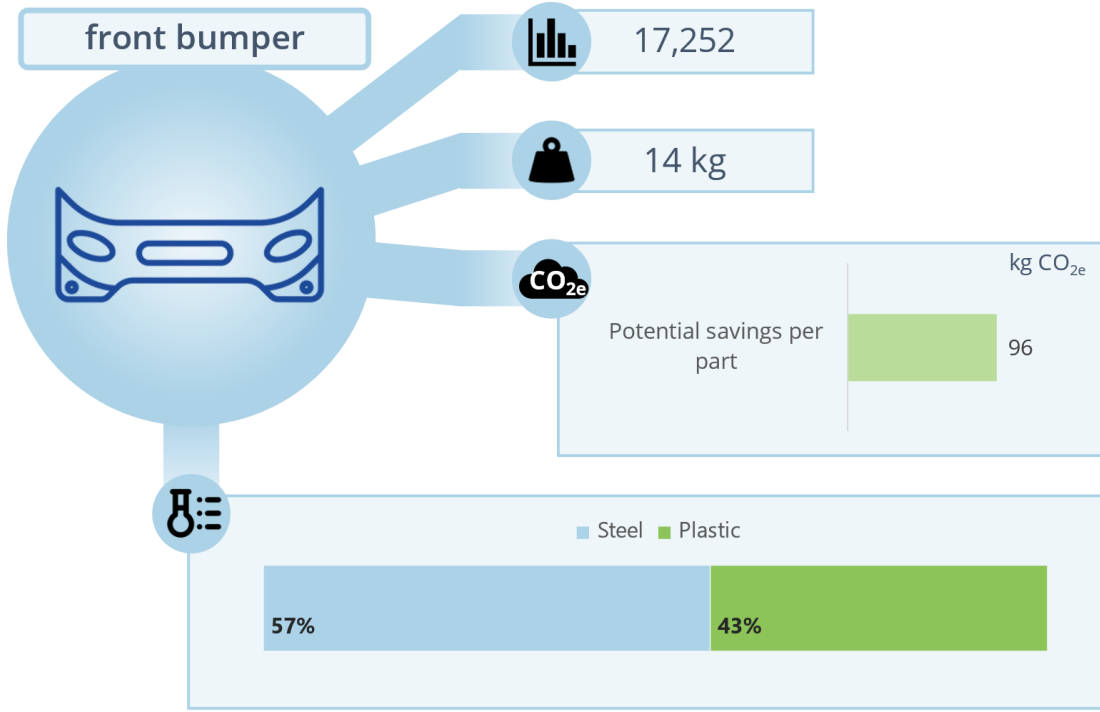 front bumper
17,252
14 kg
CO2e
kg CO2e
Potential savings per
part
96
Steel Plastic
57% 43%